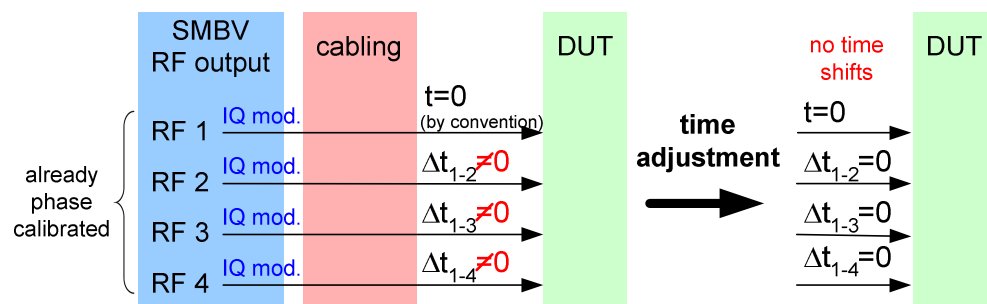 SMBV
RF output
cabling
DUT
no time
shifts
DUT
already
phase
calibrated
RF 1
IQ mod.
t=0
(by convention)
RF 2
IQ mod.
Δt1-2≠0
RF 3
IQ mod.
Δt1-3≠0
RF 4
IQ mod.
Δt1-4≠0
time
adjustment
t=0
Δt1-2=0
Δt1-3=0
Δt1-4=0